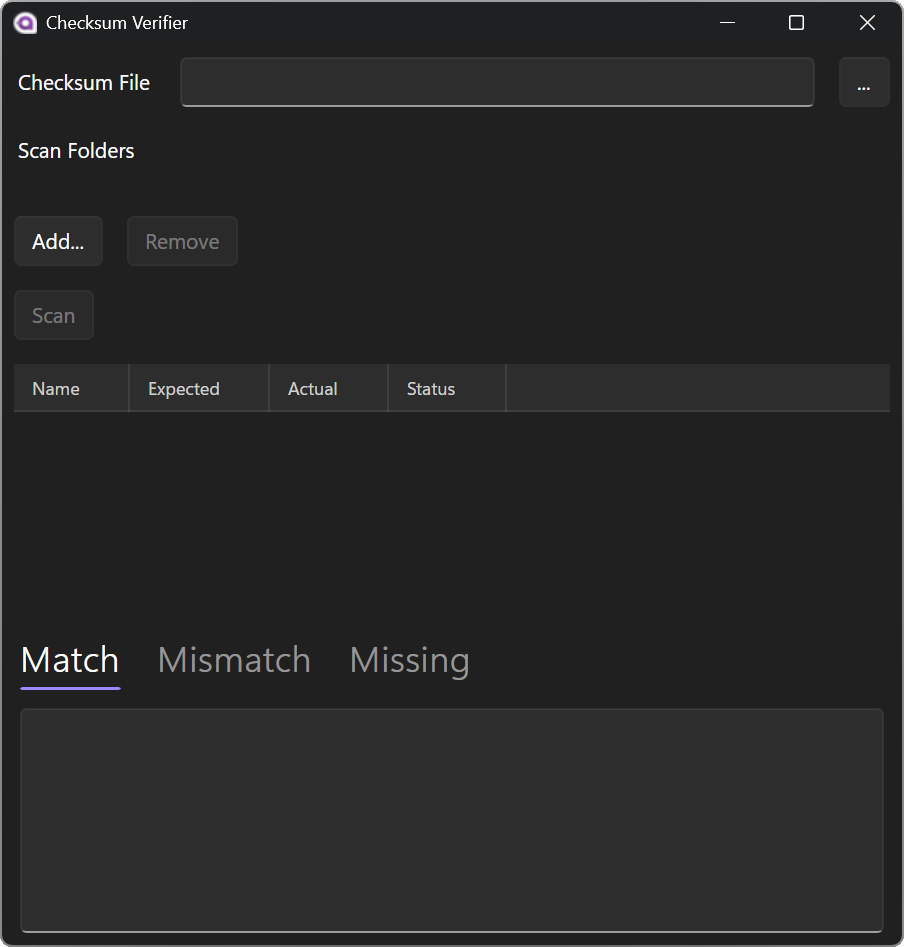 Checksum Verifier
Checksum File ...
Scan Folders
Add... Remove
Scan
Name Expected Actual Status
Match Mismatch Missing